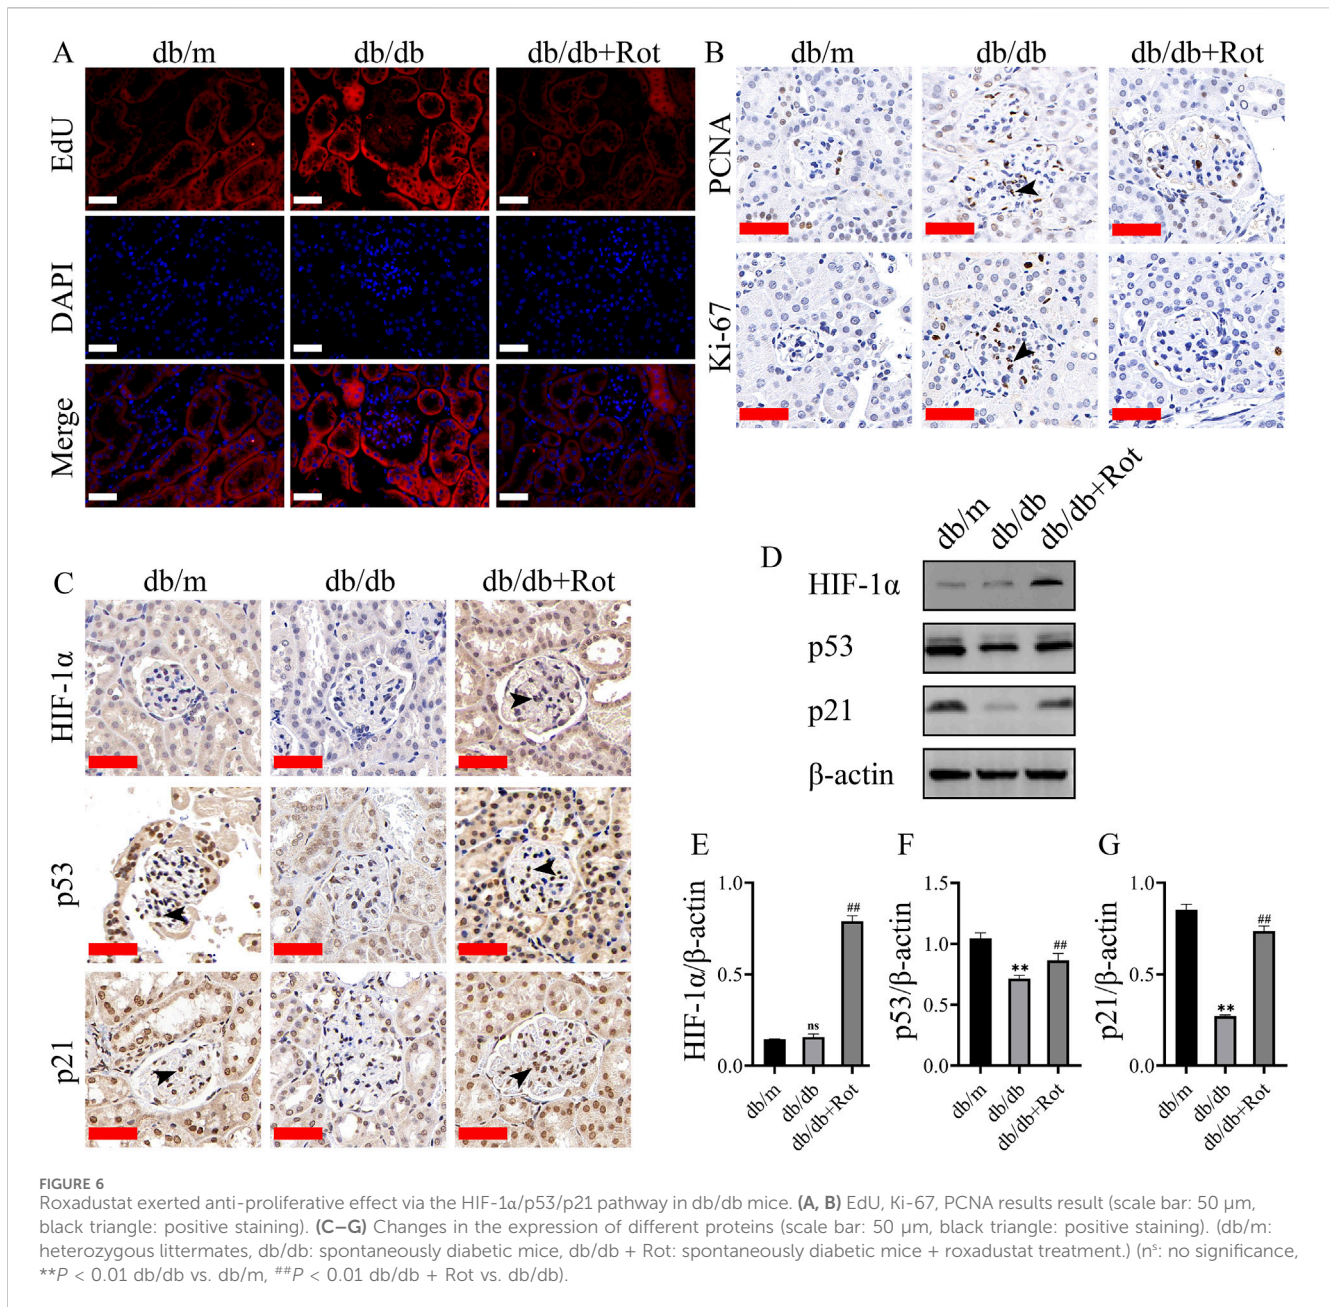 A
db/m
db/db
db/db+Rot
EdU
DAPI
Merge
B
db/m
db/db
db/db+Rot
PCNA
Ki-67
C
db/m
db/db
db/db+Rot
HIF-1α
p53
p21
D
db/m
db/db
db/db+Rot
HIF-1α
p53
p21
β-actin
E
HIF-1α/β-actin
1.0
0.5
0.0
ns
##
db/m
db/db
db/db+Rot
F
p53/β-actin
1.5
1.0
0.5
0.0
**
##
db/m
db/db
db/db+Rot
G
p21/β-actin
1.0
0.5
0.0
**
##
db/m
db/db
db/db+Rot
FIGURE 6
Roxadustat exerted anti-proliferative effect via the HIF-1α/p53/p21 pathway in db/db mice. (A, B) EdU, Ki-67, PCNA results result (scale bar: 50 μm,
black triangle: positive staining). (C–G) Changes in the expression of different proteins (scale bar: 50 μm, black triangle: positive staining). (db/m:
heterozygous littermates, db/db: spontaneously diabetic mice, db/db + Rot: spontaneously diabetic mice + roxadustat treatment.) (nˢ: no significance,
**P < 0.01 db/db vs. db/m, ##P < 0.01 db/db + Rot vs. db/db).